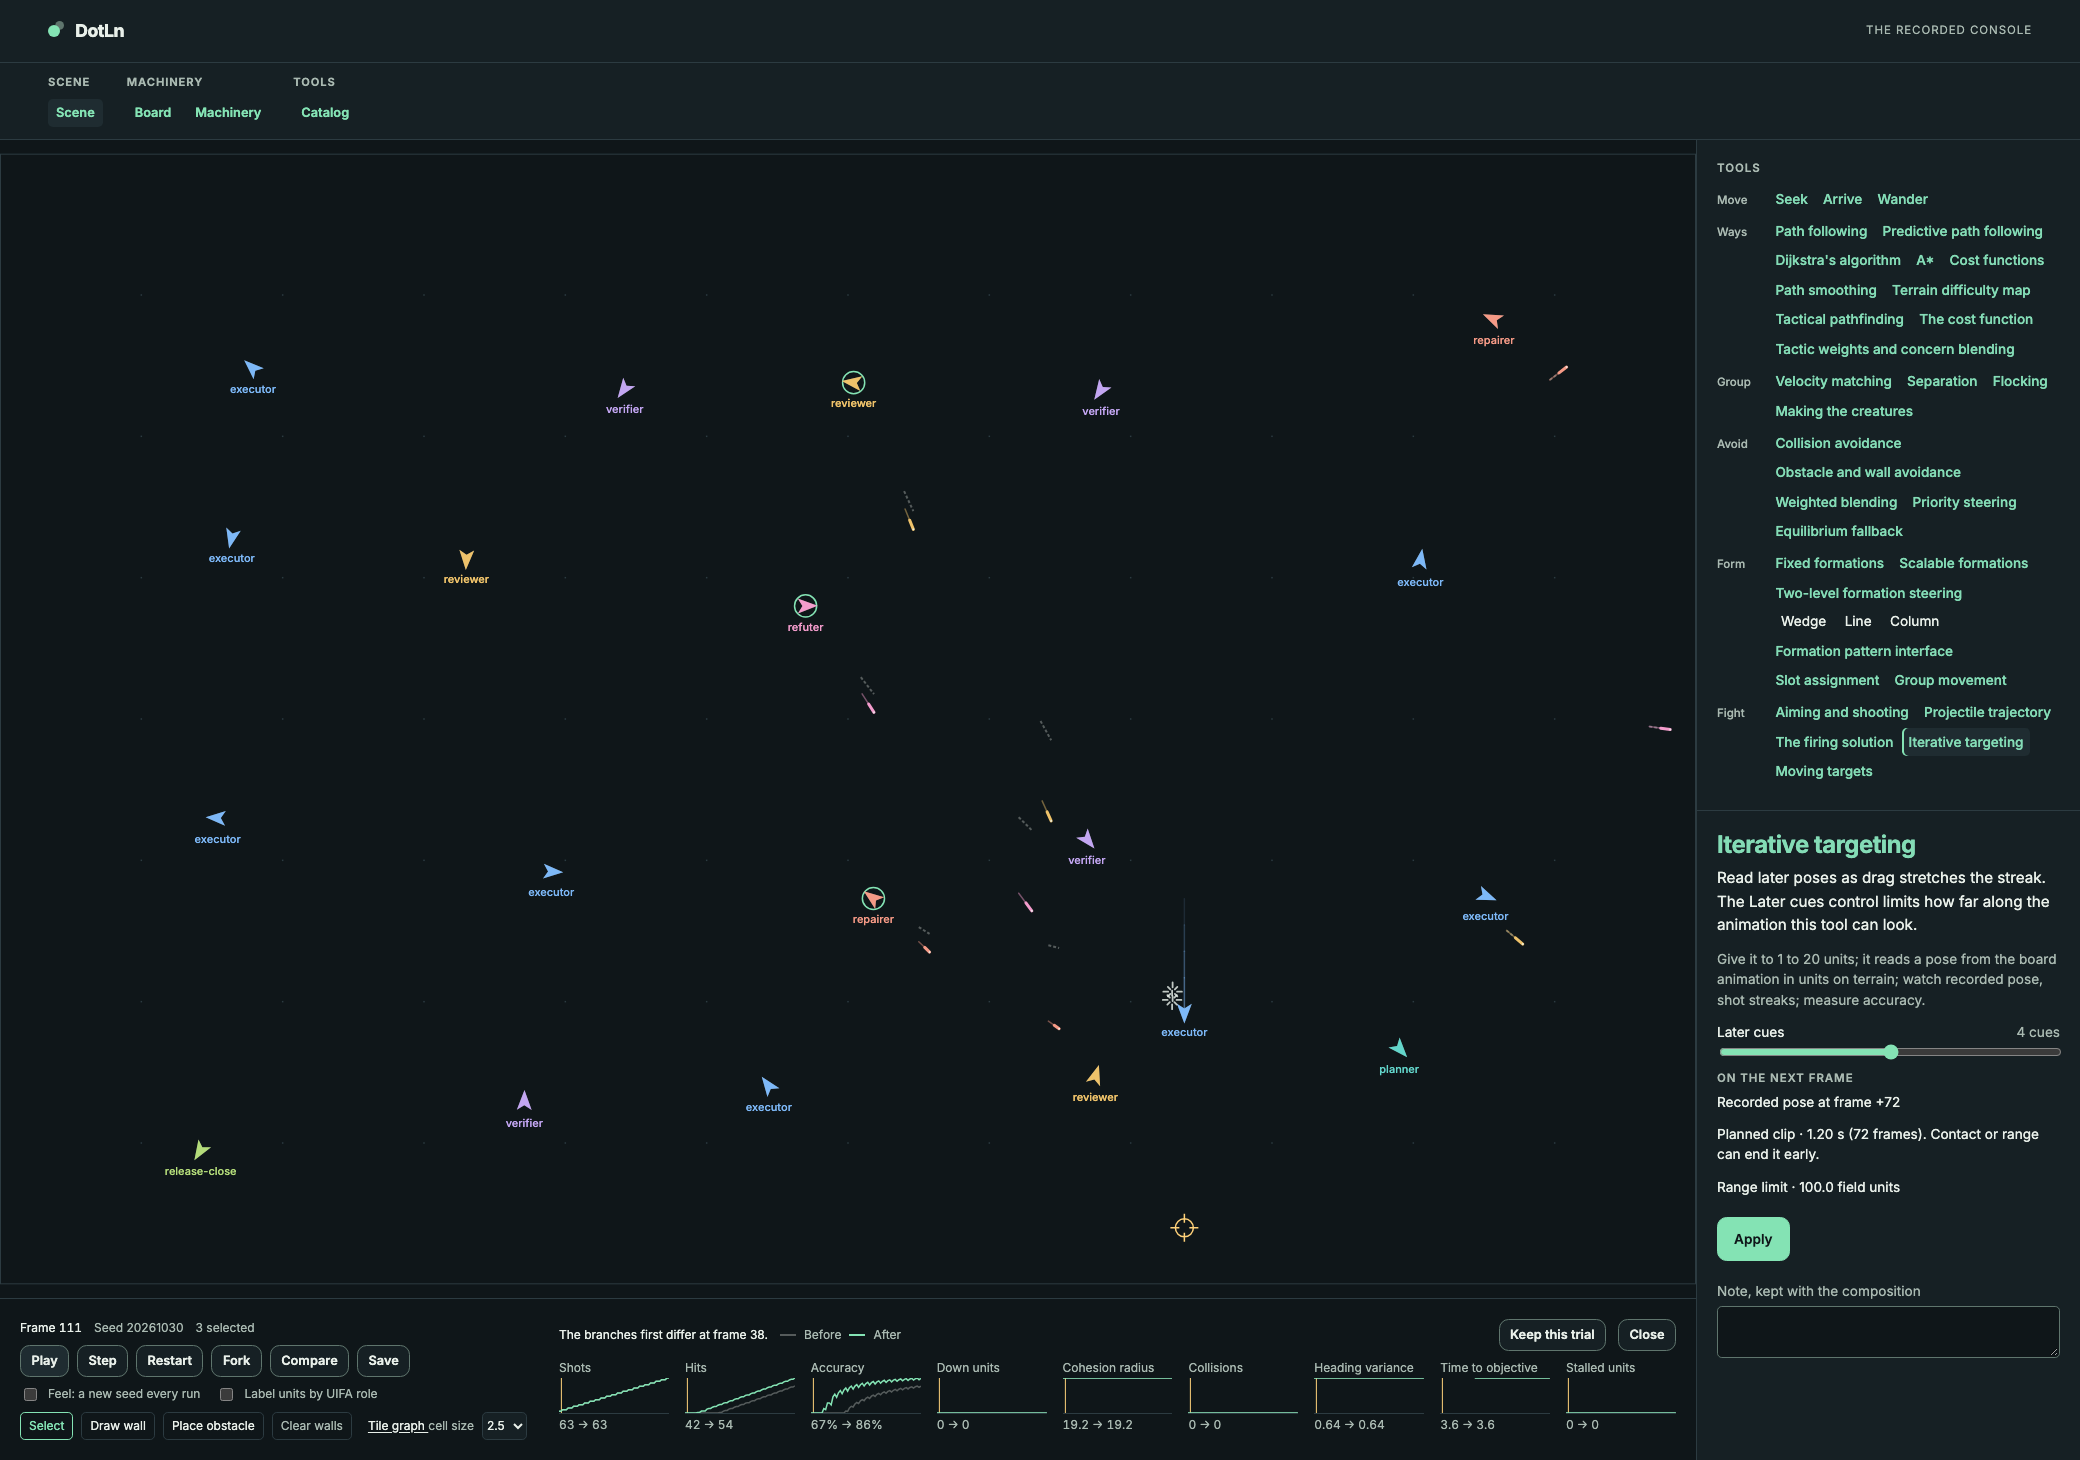 DotLn
THE RECORDED CONSOLE
SCENE MACHINERY TOOLS
Scene Board Machinery Catalog
repairer
executor
verifier
reviewer
verifier
executor
reviewer
executor
refuter
executor
verifier
executor
repairer
executor
executor
planner
reviewer
executor
verifier
release-close
TOOLS
Move Seek Arrive Wander
Ways Path following Predictive path following
Dijkstra's algorithm A* Cost functions
Path smoothing Terrain difficulty map
Tactical pathfinding The cost function
Tactic weights and concern blending
Group Velocity matching Separation Flocking
Making the creatures
Avoid Collision avoidance
Obstacle and wall avoidance
Weighted blending Priority steering
Equilibrium fallback
Form Fixed formations Scalable formations
Two-level formation steering
Wedge Line Column
Formation pattern interface
Slot assignment Group movement
Fight Aiming and shooting Projectile trajectory
The firing solution Iterative targeting
Moving targets
Iterative targeting
Read later poses as drag stretches the streak.
The Later cues control limits how far along the
animation this tool can look.
Give it to 1 to 20 units; it reads a pose from the board
animation in units on terrain; watch recorded pose,
shot streaks; measure accuracy.
Later cues 4 cues
ON THE NEXT FRAME
Recorded pose at frame +72
Planned clip · 1.20 s (72 frames). Contact or range
can end it early.
Range limit · 100.0 field units
Apply
Note, kept with the composition
Frame 111 Seed 20261030 3 selected
Play Step Restart Fork Compare Save
Feel: a new seed every run Label units by UIFA role
Select Draw wall Place obstacle Clear walls Tile graph cell size 2.5
The branches first differ at frame 38. Before After
Keep this trial Close
Shots Hits Accuracy Down units Cohesion radius Collisions Heading variance Time to objective Stalled units
63 → 63 42 → 54 67% → 86% 0 → 0 19.2 → 19.2 0 → 0 0.64 → 0.64 3.6 → 3.6 0 → 0